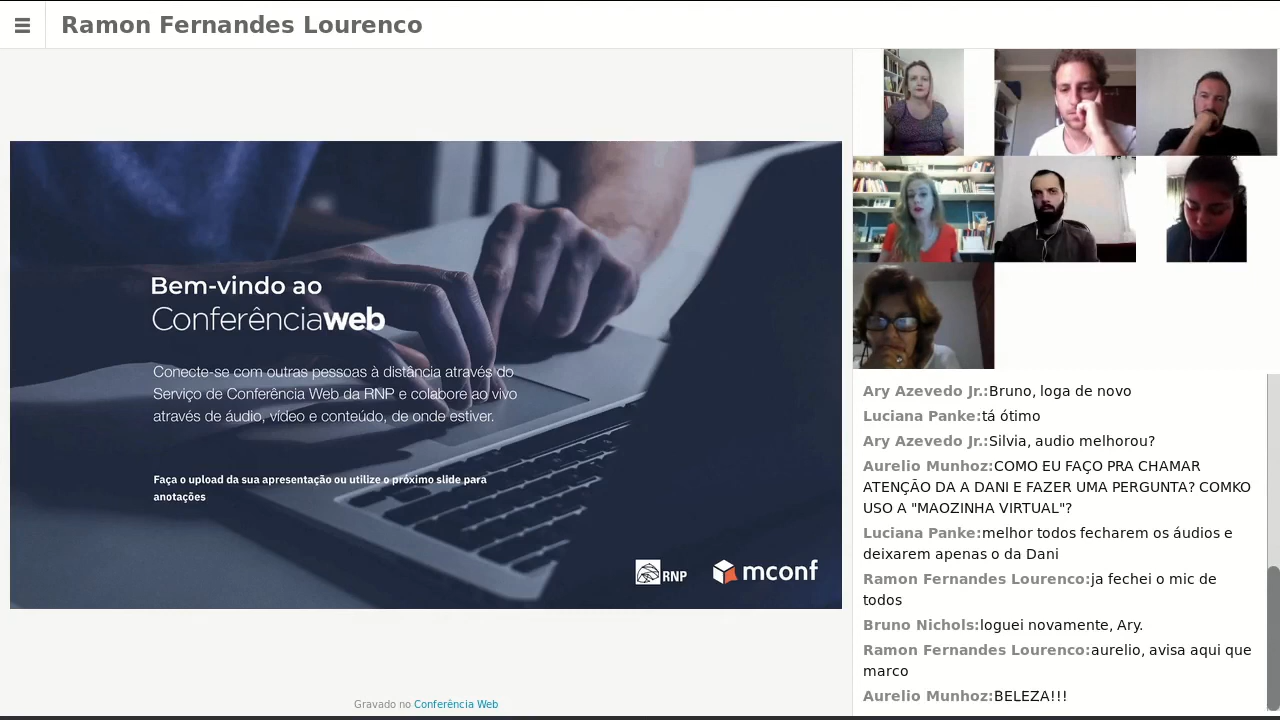 Ramon Fernandes Lourenco
Bem-vindo ao
Conferênciaweb
Conecte-se com outras pessoas à distância através do
Serviço de Conferência Web da RNP e colabore ao vivo
através de áudio, vídeo e conteúdo, de onde estiver.
Faça o upload da sua apresentação ou utilize o próximo slide para
anotações
RNP
mconf
Gravado no Conferência Web
Ary Azevedo Jr.:Bruno, loga de novo
Luciana Panke:tá ótimo
Ary Azevedo Jr.:Silvia, audio melhorou?
Aurelio Munhoz:COMO EU FAÇO PRA CHAMAR
ATENÇÃO DA A DANI E FAZER UMA PERGUNTA? COMKO
USO A "MAOZINHA VIRTUAL"?
Luciana Panke:melhor todos fecharem os áudios e
deixarem apenas o da Dani
Ramon Fernandes Lourenco:ja fechei o mic de
todos
Bruno Nichols:loguei novamente, Ary.
Ramon Fernandes Lourenco:aurelio, avisa aqui que
marco
Aurelio Munhoz:BELEZA!!!